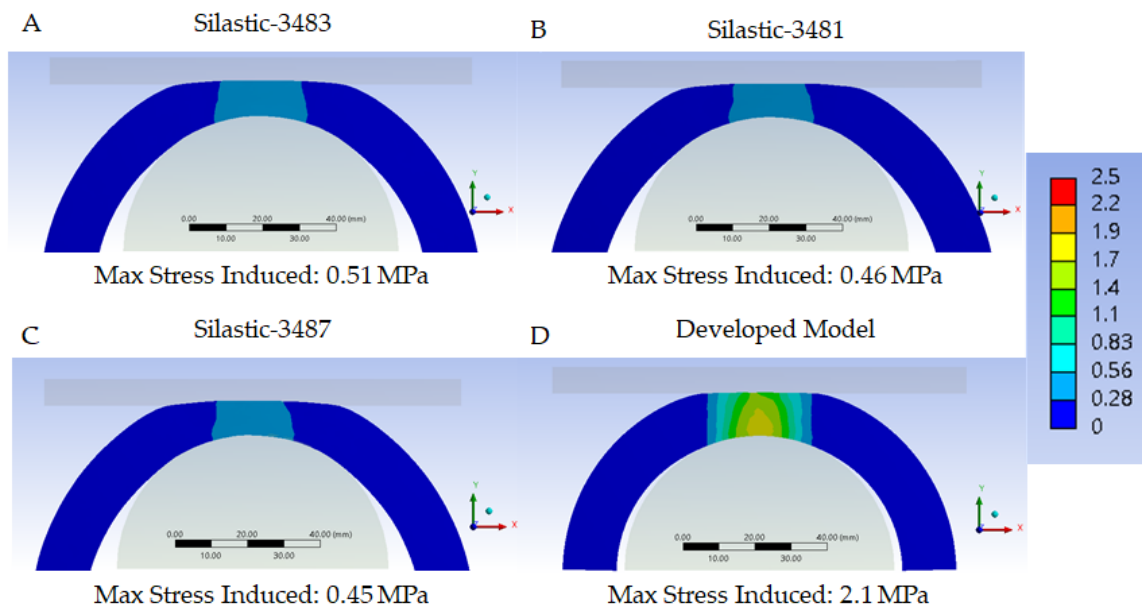 A
Silastic-3483
0.00 20.00 40.00 (mm)
10.00 30.00
Y
X
Max Stress Induced: 0.51 MPa
B
Silastic-3481
0.00 20.00 40.00 (mm)
10.00 30.00
Y
X
Max Stress Induced: 0.46 MPa
C
Silastic-3487
0.00 20.00 40.00 (mm)
10.00 30.00
Y
X
Max Stress Induced: 0.45 MPa
D
Developed Model
0.00 20.00 40.00 (mm)
10.00 30.00
Y
X
Max Stress Induced: 2.1 MPa
2.5
2.2
1.9
1.7
1.4
1.1
0.83
0.56
0.28
0